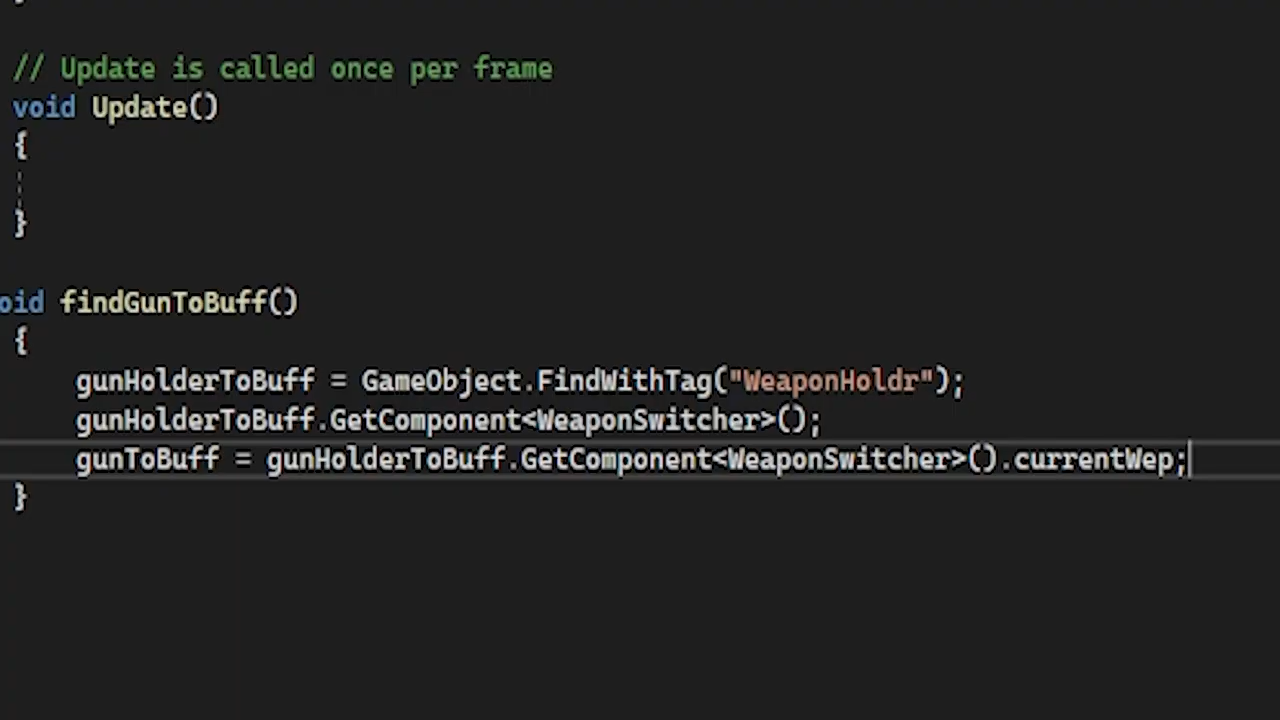 // Update is called once per frame
void Update()
{
}
oid findGunToBuff()
{
gunHolderToBuff = GameObject.FindWithTag("WeaponHoldr");
gunHolderToBuff.GetComponent<WeaponSwitcher>();
gunToBuff = gunHolderToBuff.GetComponent<WeaponSwitcher>().currentWep;
}